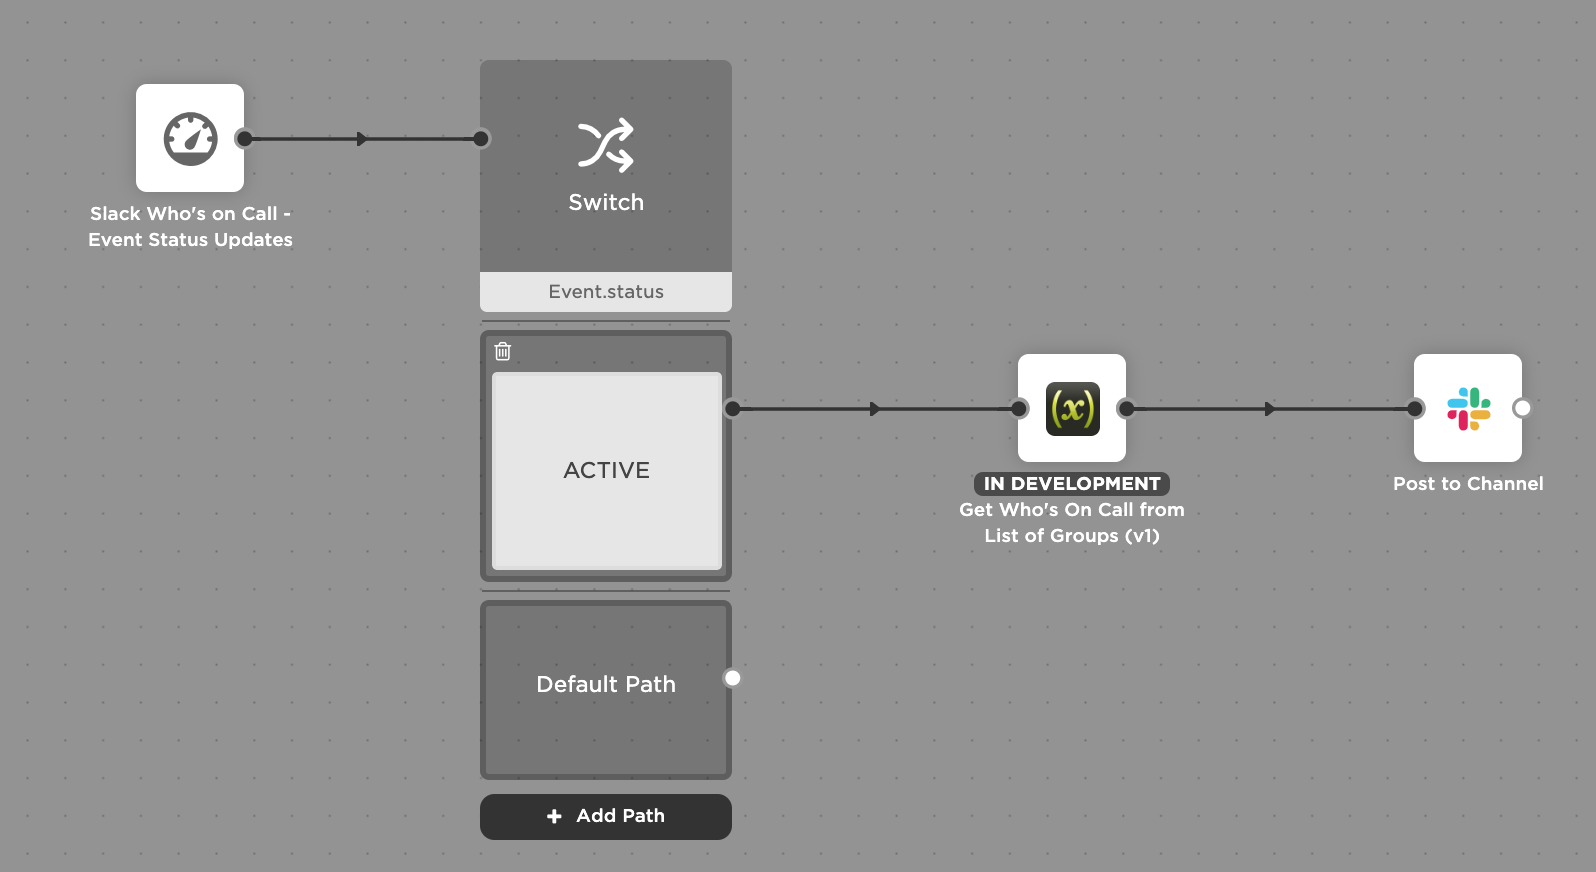 Slack Who's on Call -
Event Status Updates
Switch
Event.status
ACTIVE
(x)
IN DEVELOPMENT
Get Who's On Call from
List of Groups (v1)
Post to Channel
Default Path
+ Add Path